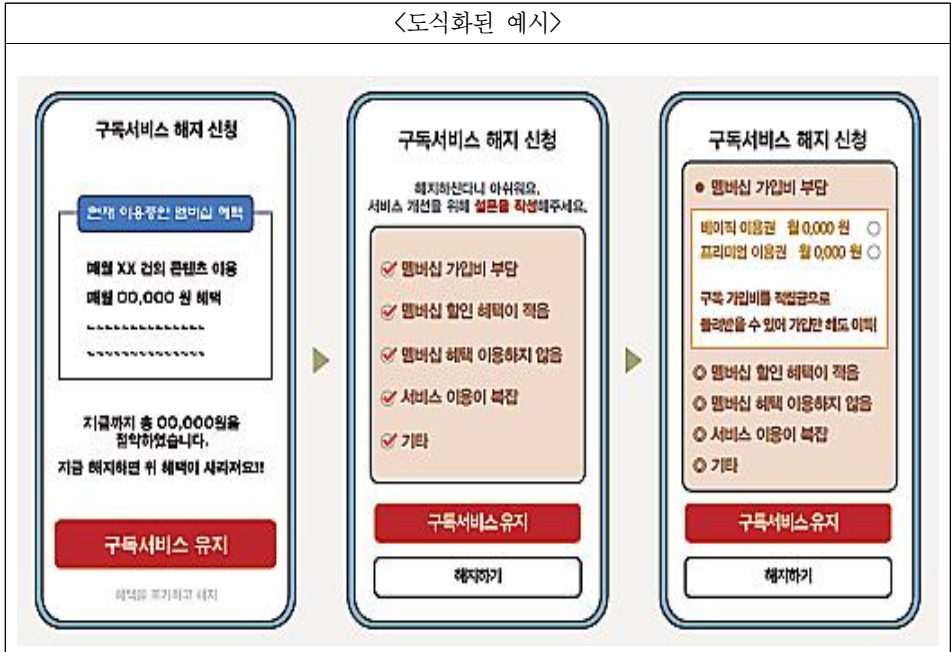 <도식화된 예시>
구독서비스 해지 신청
현재 이용중인 멤버십 혜택
매월 XX 건의 콘텐츠 이용
매월 00,000 원 혜택
~~~~~~~~~~~~~~
~~~~~~~~~~~~~~
지금까지 총 00,000원을
절약하였습니다.
지금 해지하면 위 혜택이 사라져요!!
구독서비스 유지
혜택을 포기하고 해지
구독서비스 해지 신청
해지하신다니 아쉬워요.
서비스 개선을 위해 설문을 작성해주세요.
멤버십 가입비 부담
멤버십 할인 혜택이 적음
멤버십 혜택 이용하지 않음
서비스 이용이 복잡
기타
구독서비스유지
해지하기
구독서비스 해지 신청
멤버십 가입비 부담
베이직 이용권 월 0,000 원
프리미엄 이용권 월 0,000 원
구독 가입비를 적립금으로
돌려받을 수 있어 가입만 해도 이득!
멤버십 할인 혜택이 적음
멤버십 혜택 이용하지 않음
서비스 이용이 복잡
기타
구독서비스유지
해지하기